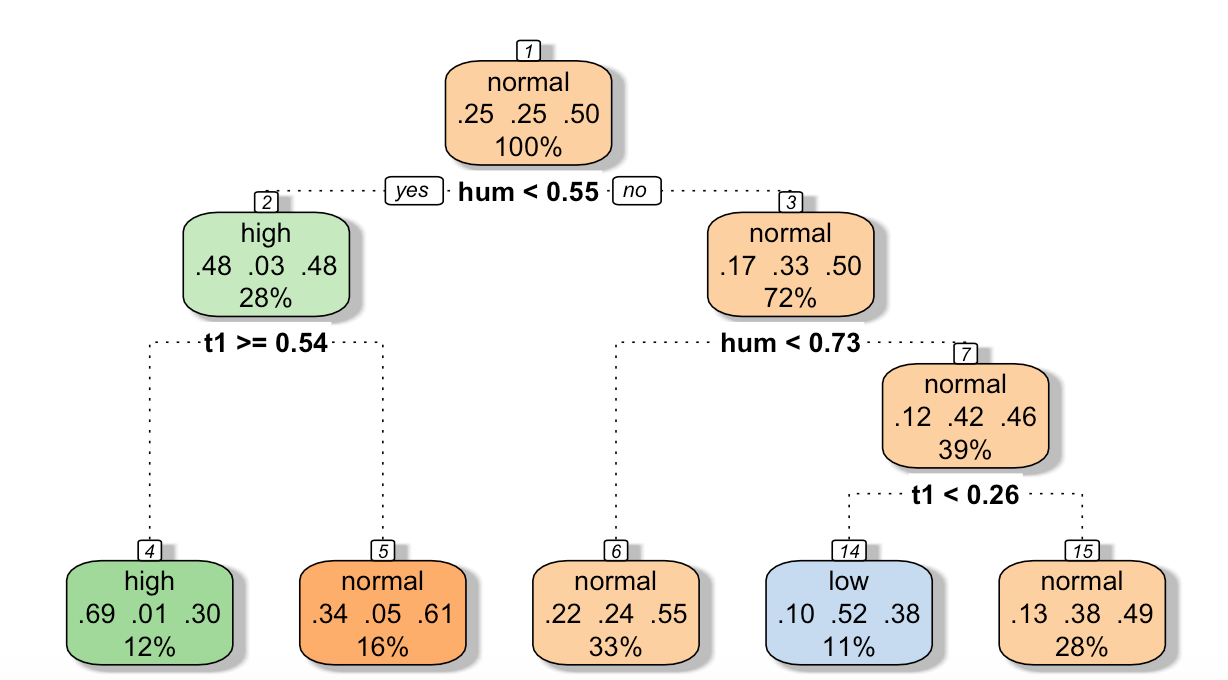 1
normal
.25 .25 .50
100%
yes hum < 0.55 no
2
high
.48 .03 .48
28%
3
normal
.17 .33 .50
72%
t1 >= 0.54
hum < 0.73
7
normal
.12 .42 .46
39%
t1 < 0.26
4
high
.69 .01 .30
12%
5
normal
.34 .05 .61
16%
6
normal
.22 .24 .55
33%
14
low
.10 .52 .38
11%
15
normal
.13 .38 .49
28%